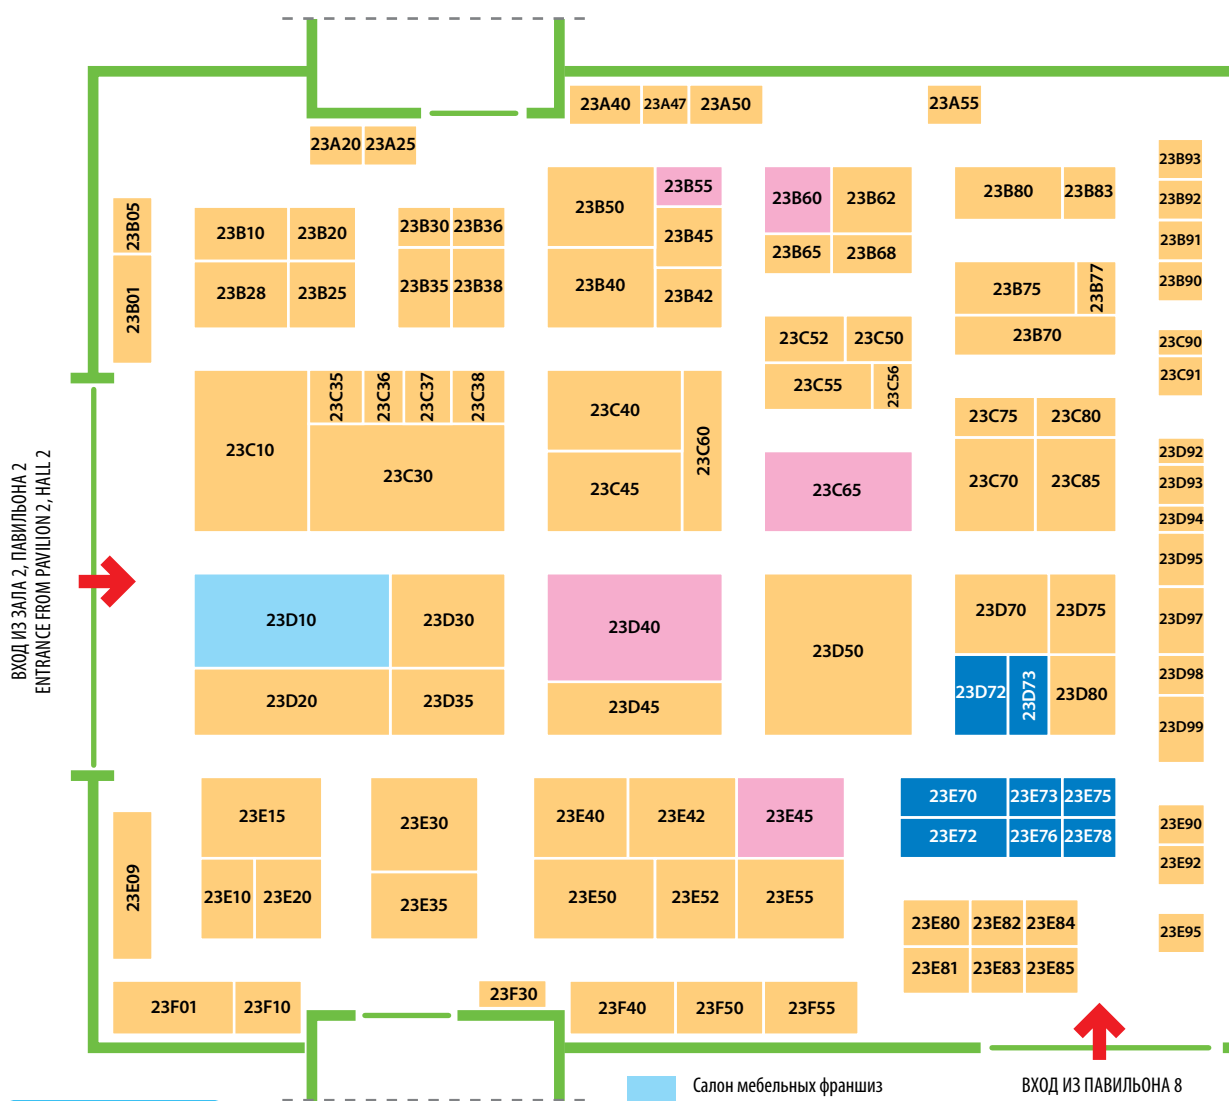 23A40 23A47 23A50 23A55
23A20 23A25
23B93
23B55
23B80 23B83
23B60 23B62
23B92
23B50
23B05
23B10 23B20 23B30 23B36
23B45
23B91
23B65 23B68
23B90
23B28 23B25 23B35 23B38 23B40 23B42
23B75 23B77
23B01
23B70
23C52 23C50
23C90
23C91
23C55 23C56
23C35 23C36 23C37 23C38
23C40
23C75 23C80
23C10
23C60
23D92
23C30
23C45
23C65
23C70 23C85
23D93
23D94
ВХОД ИЗ ЗАЛА 2, ПАВИЛЬОНА 2
ENTRANCE FROM PAVILION 2, HALL 2
23D95
23D10 23D30
23D40
23D70 23D75
23D97
23D50
23D98
23D72 23D73 23D80
23D20 23D35
23D45
23D99
23E70 23E73 23E75
23E15
23E30
23E40 23E42 23E45
23E90
23E72 23E76 23E78
23E92
23E09
23E10 23E20
23E35
23E50 23E52 23E55
23E80 23E82 23E84
23E95
23E81 23E83 23E85
23F30
23F01 23F10
23F40 23F50 23F55
Салон мебельных франшиз
ВХОД ИЗ ПАВИЛЬОНА 8